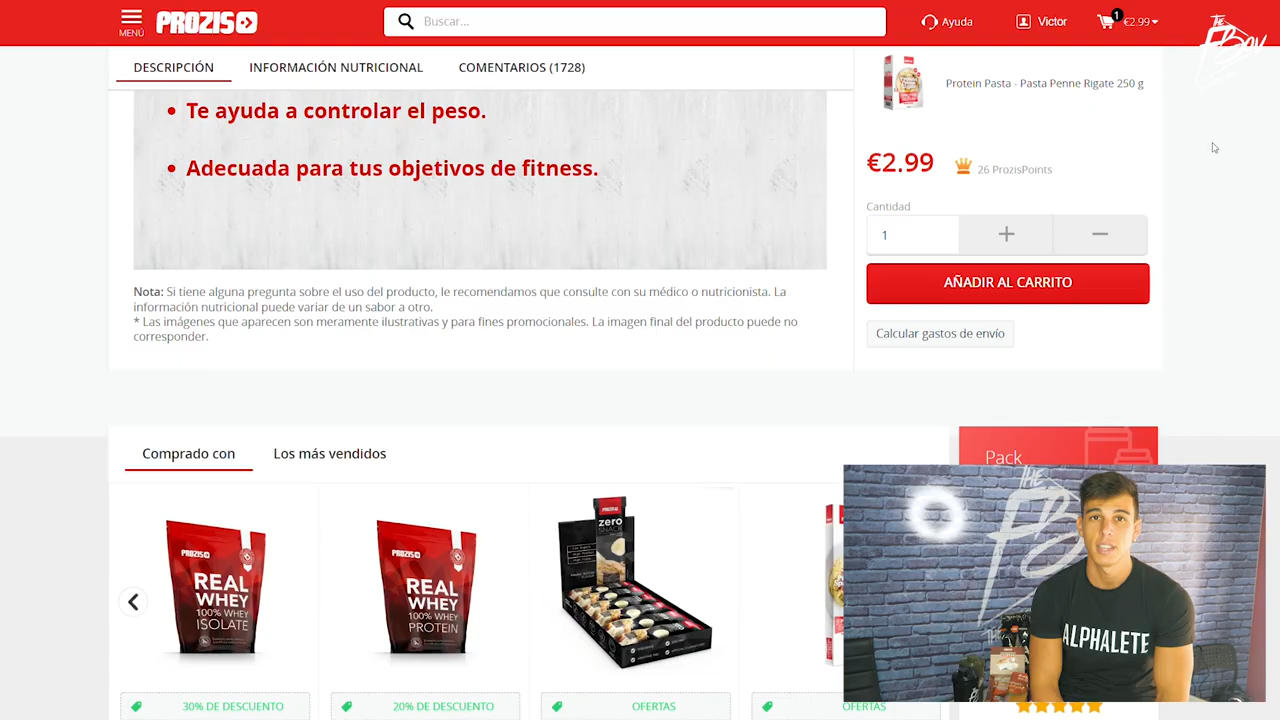 MENÚ
PROZIS
Buscar...
Ayuda
Victor
1
€2.99
THE
FBOY
DESCRIPCIÓN
INFORMACIÓN NUTRICIONAL
COMENTARIOS (1728)
Protein Pasta - Pasta Penne Rigate 250 g
• Te ayuda a controlar el peso.
• Adecuada para tus objetivos de fitness.
€2.99
26 ProzisPoints
Cantidad
1
AÑADIR AL CARRITO
Calcular gastos de envío
Nota: Si tiene alguna pregunta sobre el uso del producto, le recomendamos que consulte con su médico o nutricionista. La
información nutricional puede variar de un sabor a otro.
* Las imágenes que aparecen son meramente ilustrativas y para fines promocionales. La imagen final del producto puede no
corresponder.
Comprado con
Los más vendidos
Pack
PROZIS
REAL
WHEY
100% WHEY
ISOLATE
PROZIS
REAL
WHEY
100% WHEY
PROTEIN
zero
SNACK
THE
ALPHALETE
30% DE DESCUENTO
20% DE DESCUENTO
OFERTAS
OFERTAS